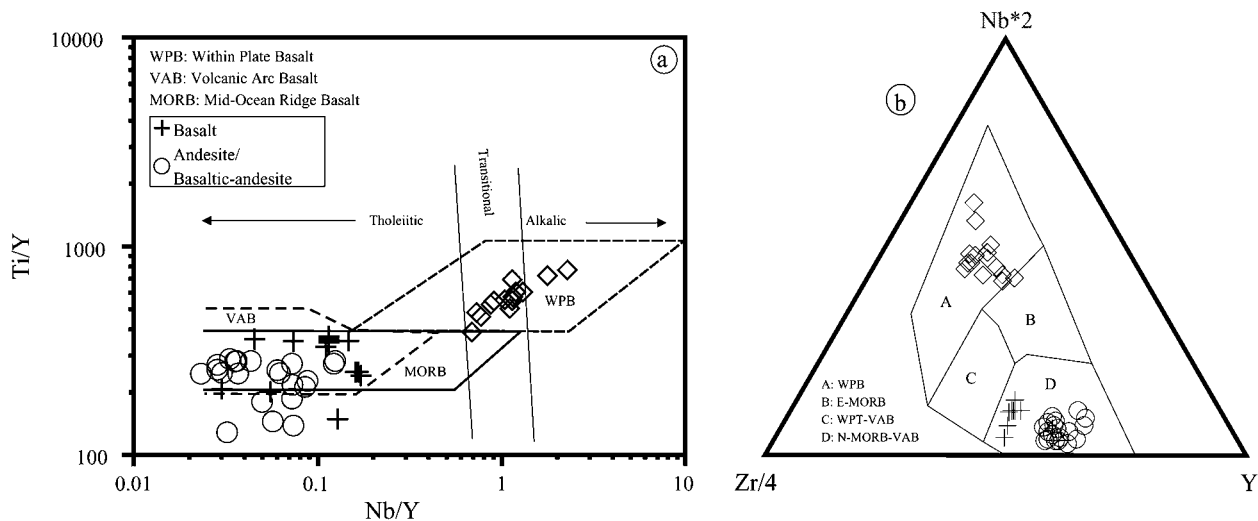 10000
1000
100
Ti/Y
WPB: Within Plate Basalt
VAB: Volcanic Arc Basalt
MORB: Mid-Ocean Ridge Basalt
a
Basalt
Andesite/
Basaltic-andesite
Tholeiitic
Transitional
Alkalic
VAB
WPB
MORB
0.01
0.1
1
10
Nb/Y
Nb*2
b
A
B
C
D
A: WPB
B: E-MORB
C: WPT-VAB
D: N-MORB-VAB
Zr/4
Y